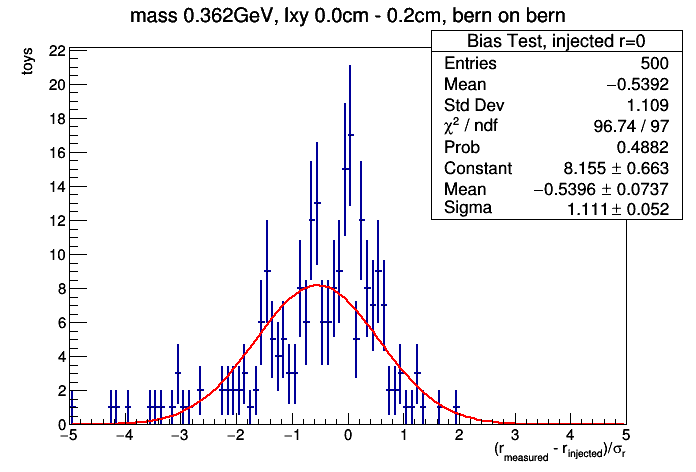 mass 0.362GeV, lxy 0.0cm - 0.2cm, bern on bern
toys
Bias Test, injected r=0
Entries 500
Mean −0.5392
Std Dev 1.109
χ² / ndf 96.74 / 97
Prob 0.4882
Constant 8.155 ± 0.663
Mean −0.5396 ± 0.0737
Sigma 1.111 ± 0.052
22
20
18
16
14
12
10
8
6
4
2
0
−5 −4 −3 −2 −1 0 1 2 3 4 5
(r_measured - r_injected)/σ_r